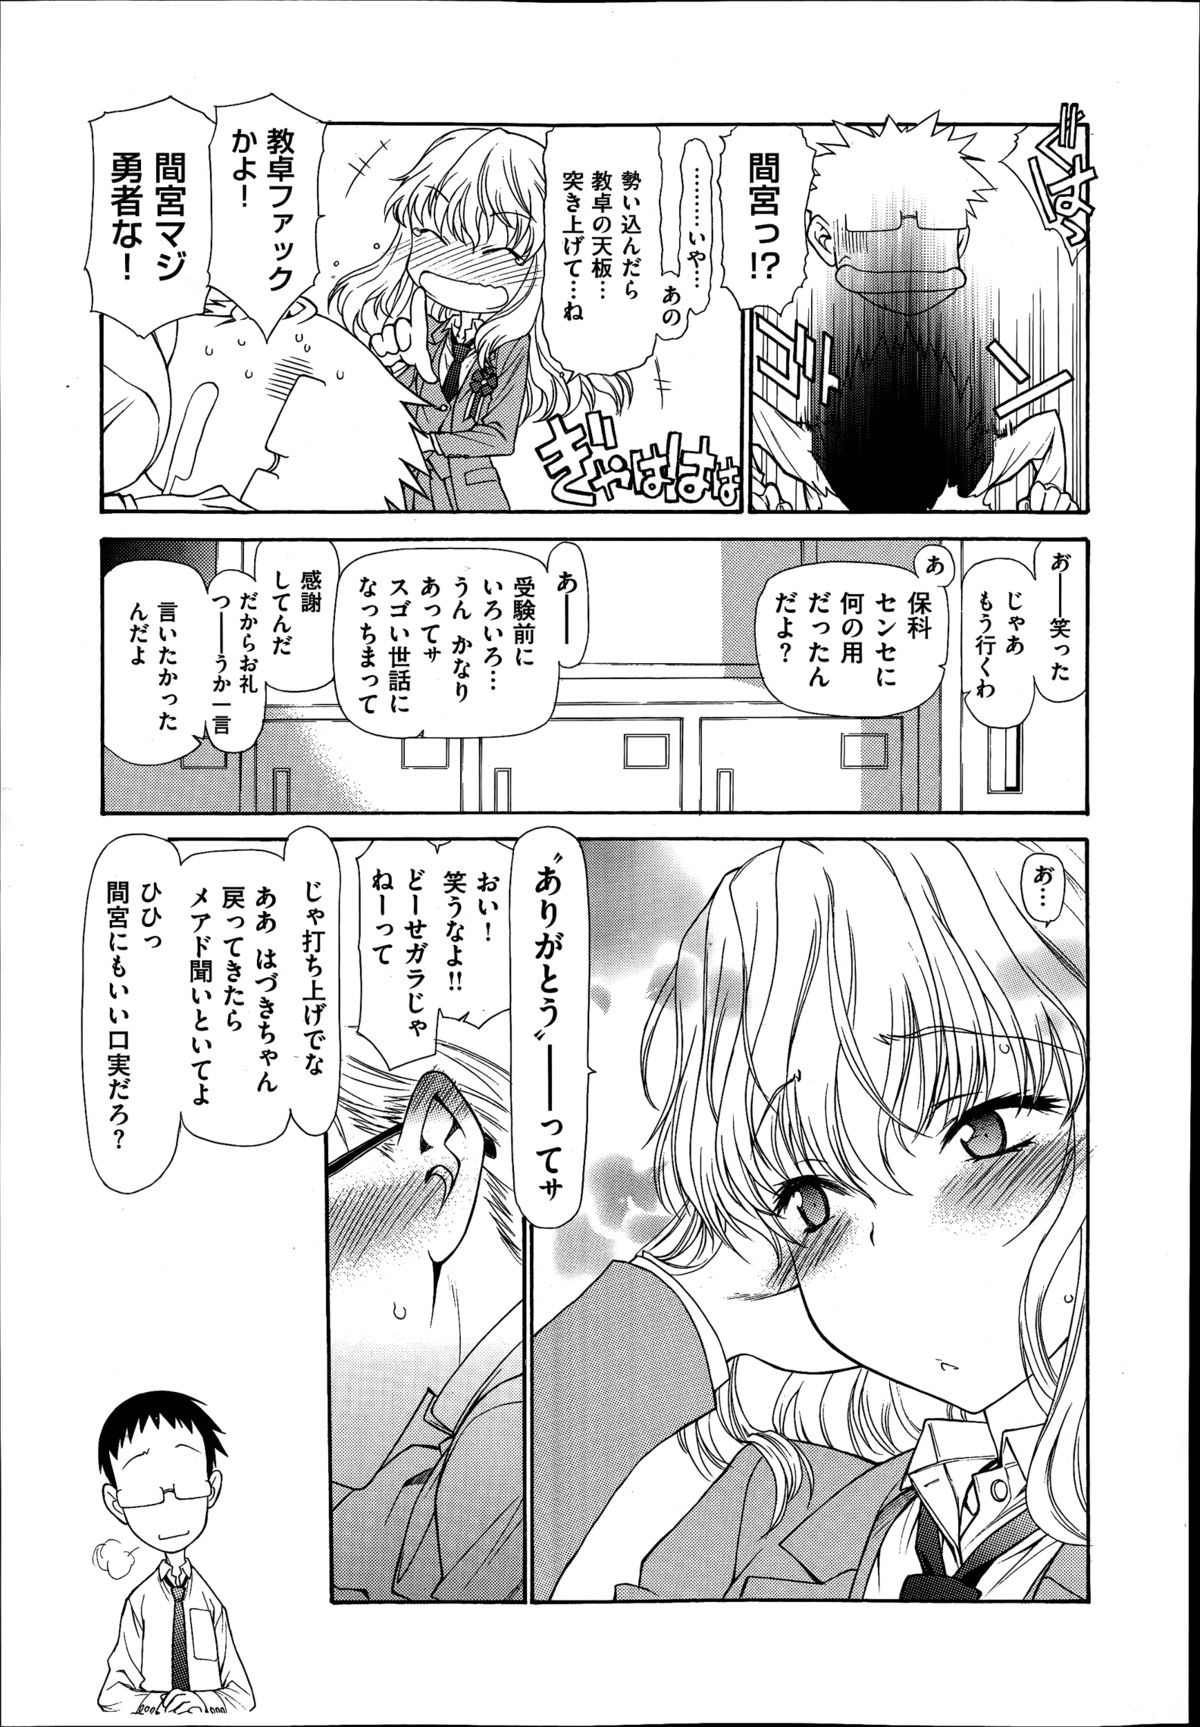 ばっ
間宮っ!?
ゴ
ン
………いや…
あの
勢い込んだら
教卓の天板…
突き上げて…ね
ぎゃははは
教卓ファック
かよ！
間宮マジ
勇者な！
お゛――笑った
じゃあ
もう行くわ
あ
保科
センセに
何の用
だったん
だよ？
あ――
受験前に
いろいろ…
うん かなり
あってサ
スゴい世話に
なっちまって
感謝
してんだ
だからお礼
つ――うか一言
言いたかった
んだよ
お゛…
〝ありがとう〟――ってサ
おい！
笑うなよ!!
どーせガラじゃ
ねーって
じゃ打ち上げでな
ああ はづきちゃん
戻ってきたら
メアド聞いといてよ
ひひっ
間宮にもいい口実だろ？